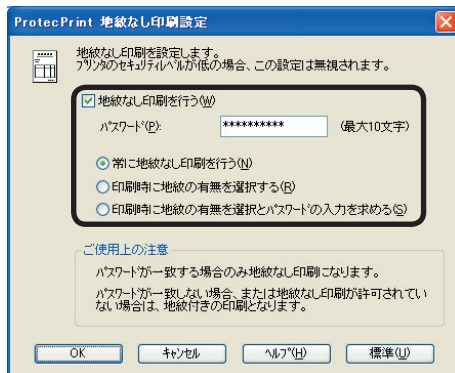 ProtecPrint 地紋なし印刷設定
地紋なし印刷を設定します。
プリンタのセキュリティレベルが低の場合、この設定は無視されます。
地紋なし印刷を行う(W)
パスワード(P): ********** (最大10文字)
常に地紋なし印刷を行う(N)
印刷時に地紋の有無を選択する(R)
印刷時に地紋の有無を選択とパスワードの入力を求める(S)
ご使用上の注意
パスワードが一致する場合のみ地紋なし印刷になります。
パスワードが一致しない場合、または地紋なし印刷が許可されてい
ない場合は、地紋付きの印刷となります。
OK キャンセル ヘルプ(H) 標準(U)